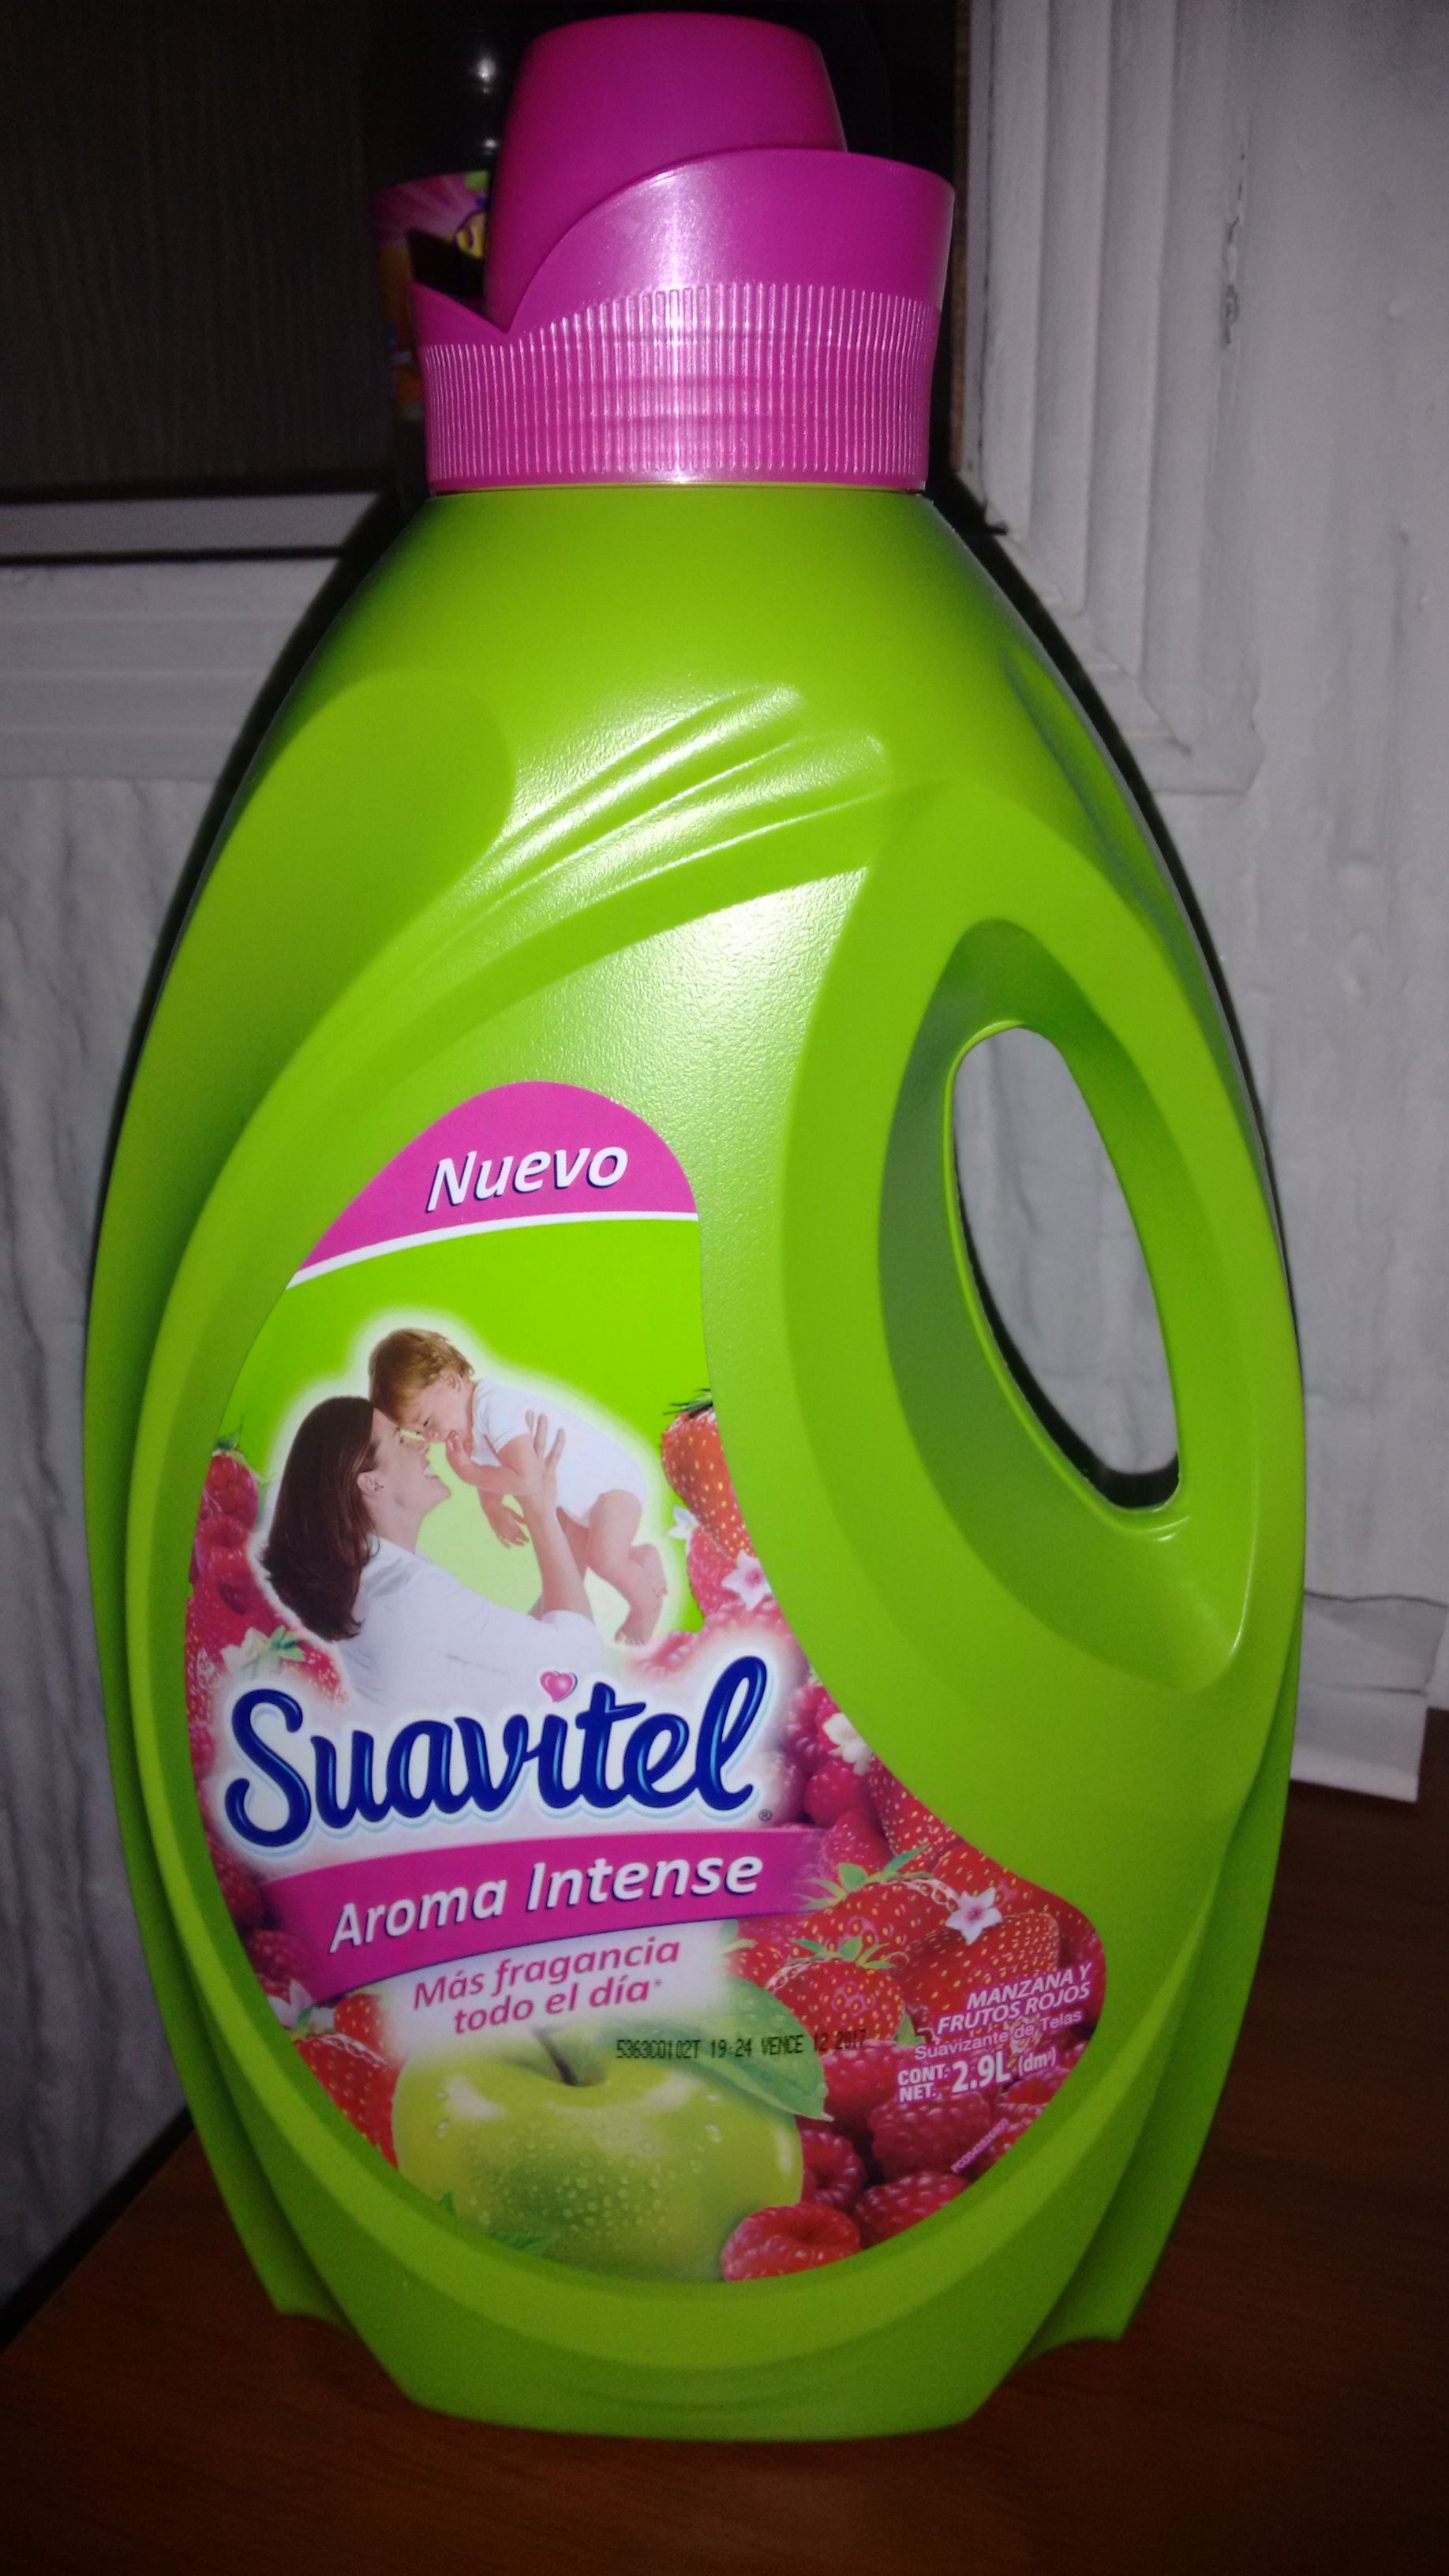 Nuevo
Suavitel®
Aroma Intense
Más fragancia
todo el día*
5363CO102T 19:24 VENCE 12 2017
MANZANA Y
FRUTOS ROJOS
Suavizante de Telas
CONT.
NET. 2.9L (dm³)